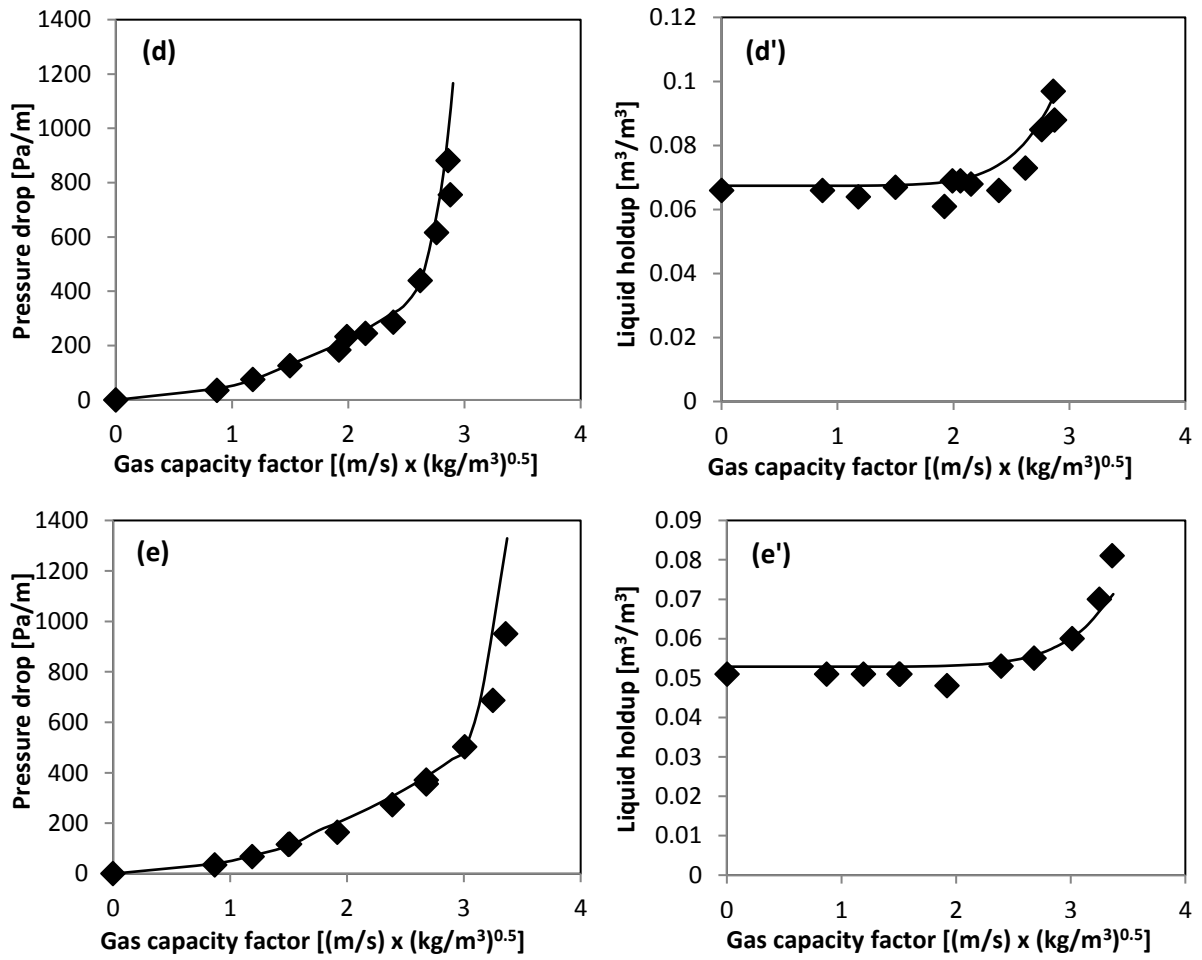 (d)
Pressure drop [Pa/m]
1400
1200
1000
800
600
400
200
0
0 1 2 3 4
Gas capacity factor [(m/s) x (kg/m³)⁰·⁵]
(d')
Liquid holdup [m³/m³]
0.12
0.1
0.08
0.06
0.04
0.02
0
0 1 2 3 4
Gas capacity factor [(m/s) x (kg/m³)⁰·⁵]
(e)
Pressure drop [Pa/m]
1400
1200
1000
800
600
400
200
0
0 1 2 3 4
Gas capacity factor [(m/s) x (kg/m³)⁰·⁵]
(e')
Liquid holdup [m³/m³]
0.09
0.08
0.07
0.06
0.05
0.04
0.03
0.02
0.01
0
0 1 2 3 4
Gas capacity factor [(m/s) x (kg/m³)⁰·⁵]